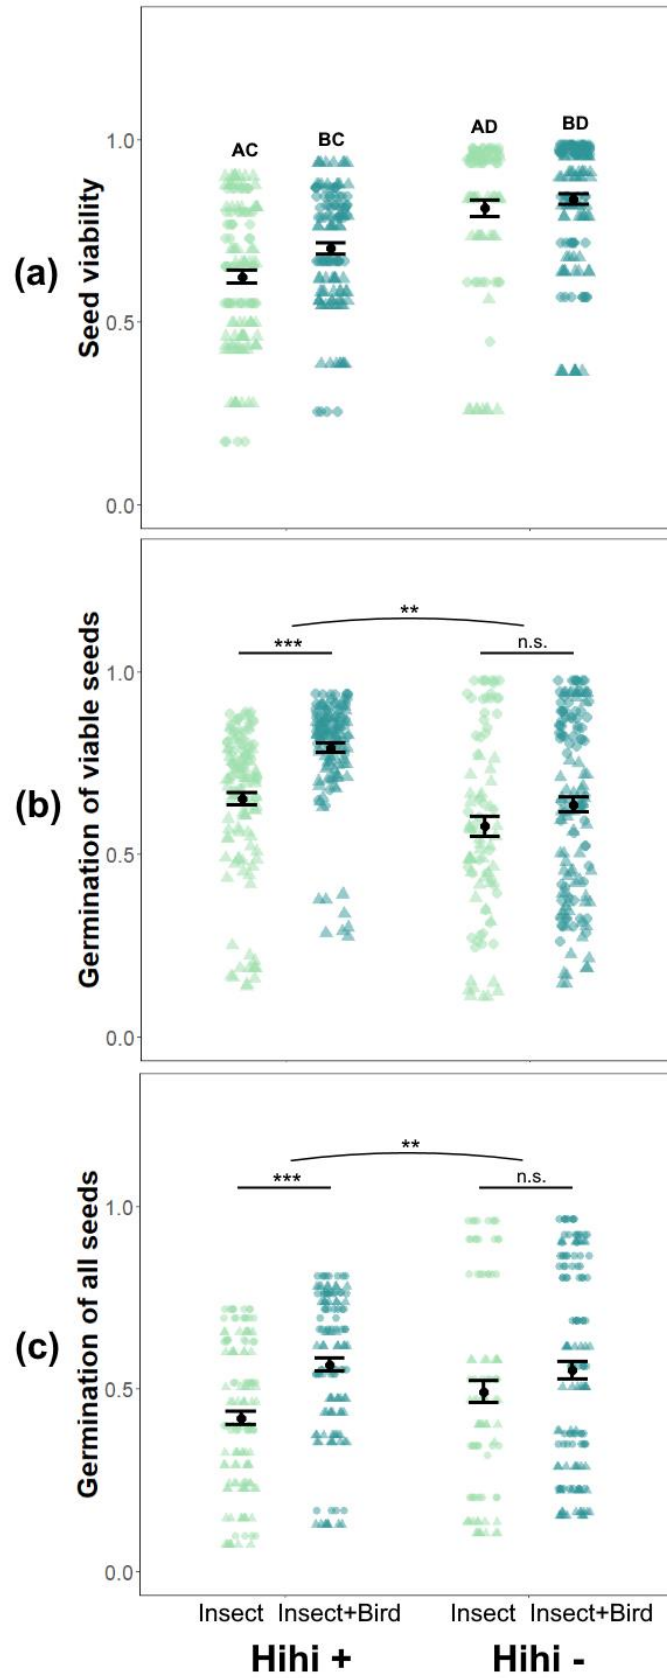 (a)
Seed viability
1.0
0.5
0.0
AC
BC
AD
BD
(b)
Germination of viable seeds
1.0
0.5
0.0
**
***
n.s.
(c)
Germination of all seeds
1.0
0.5
0.0
**
***
n.s.
Insect Insect+Bird Insect Insect+Bird
Hihi + Hihi -